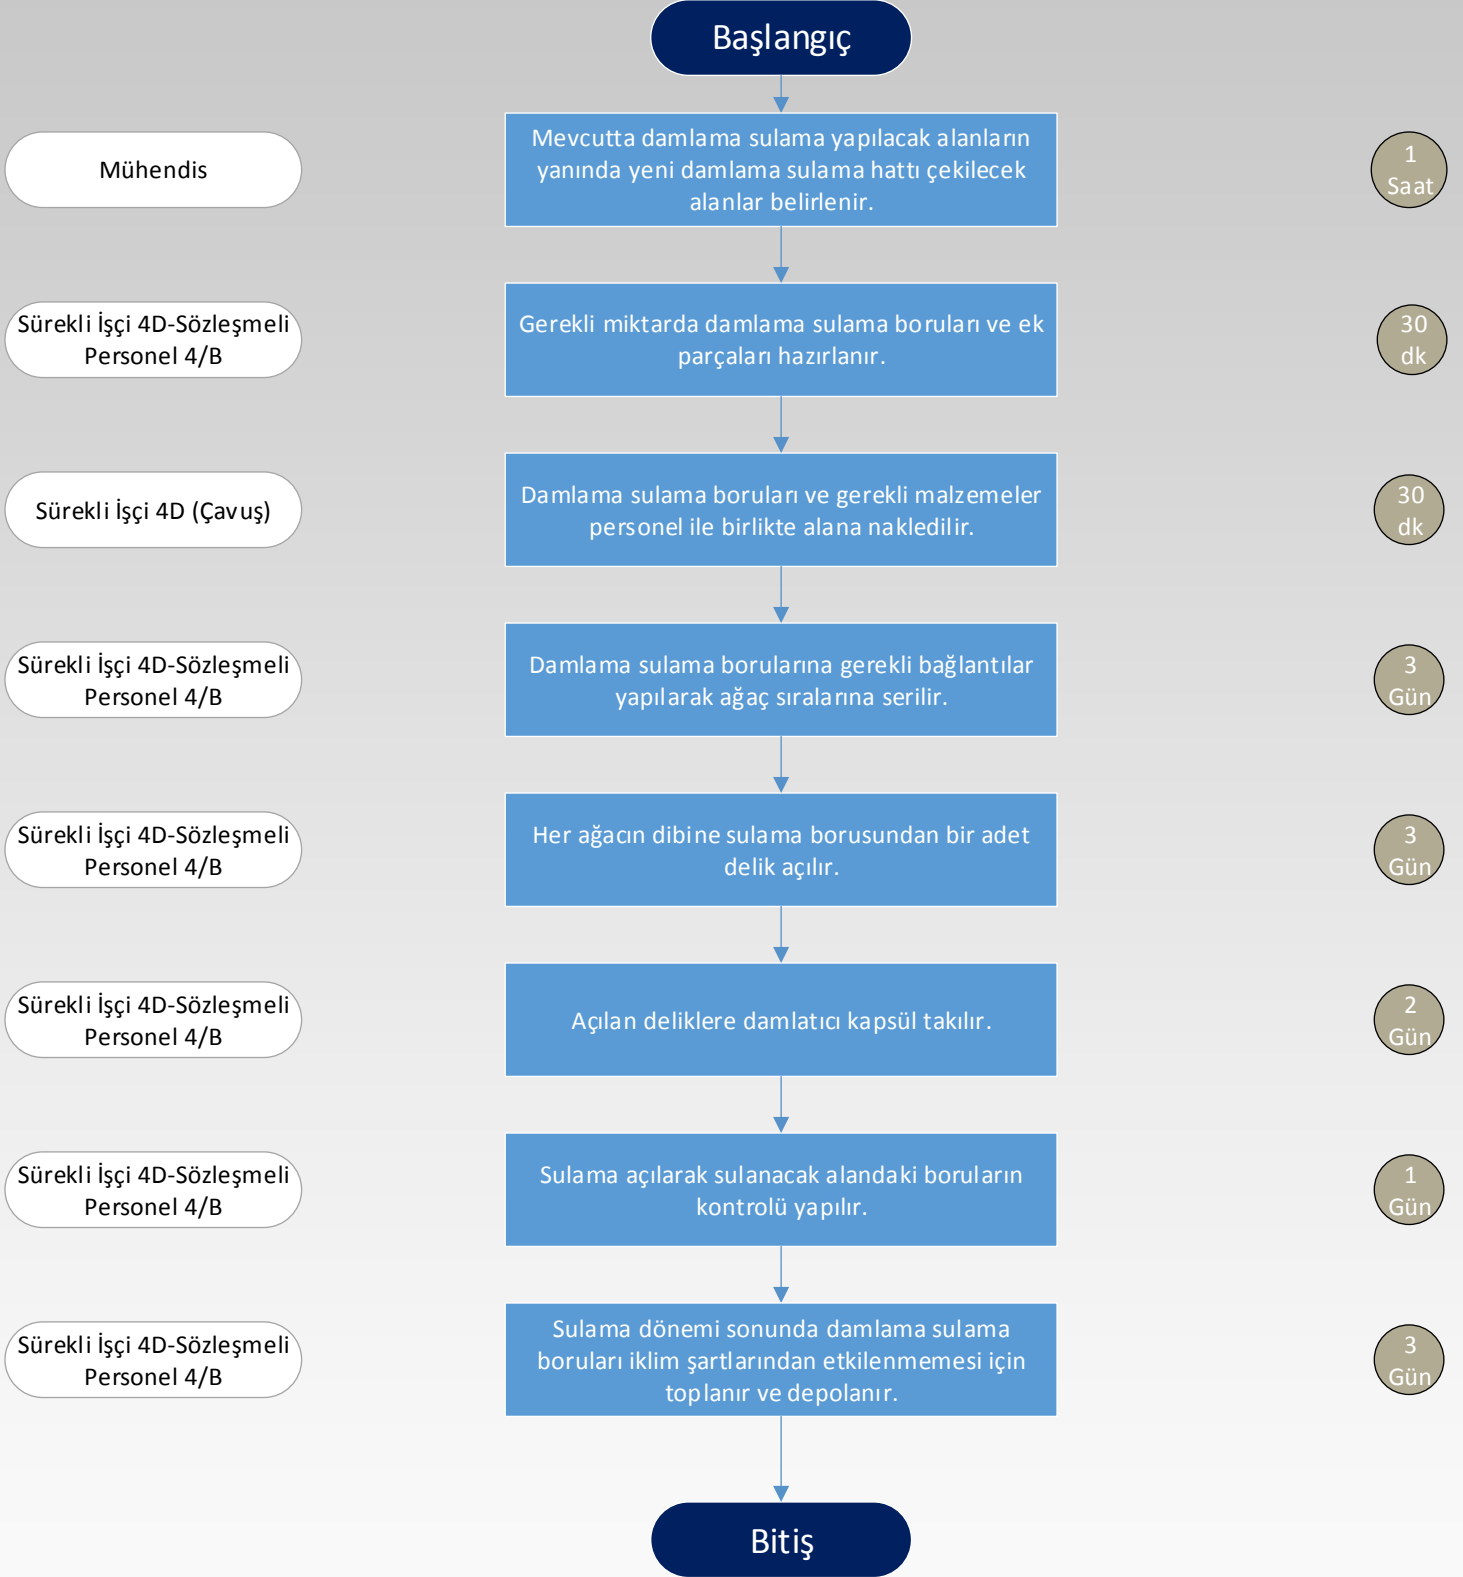 Başlangıç
Mühendis
Mevcutta damlama sulama yapılacak alanların
yanında yeni damlama sulama hattı çekilecek
alanlar belirlenir.
1
Saat
Sürekli İşçi 4D-Sözleşmeli
Personel 4/B
Gerekli miktarda damlama sulama boruları ve ek
parçaları hazırlanır.
30
dk
Sürekli İşçi 4D (Çavuş)
Damlama sulama boruları ve gerekli malzemeler
personel ile birlikte alana nakledilir.
30
dk
Sürekli İşçi 4D-Sözleşmeli
Personel 4/B
Damlama sulama borularına gerekli bağlantılar
yapılarak ağaç sıralarına serilir.
3
Gün
Sürekli İşçi 4D-Sözleşmeli
Personel 4/B
Her ağacın dibine sulama borusundan bir adet
delik açılır.
3
Gün
Sürekli İşçi 4D-Sözleşmeli
Personel 4/B
Açılan deliklere damlatıcı kapsül takılır.
2
Gün
Sürekli İşçi 4D-Sözleşmeli
Personel 4/B
Sulama açılarak sulanacak alandaki boruların
kontrolü yapılır.
1
Gün
Sürekli İşçi 4D-Sözleşmeli
Personel 4/B
Sulama dönemi sonunda damlama sulama
boruları iklim şartlarından etkilenmemesi için
toplanır ve depolanır.
3
Gün
Bitiş